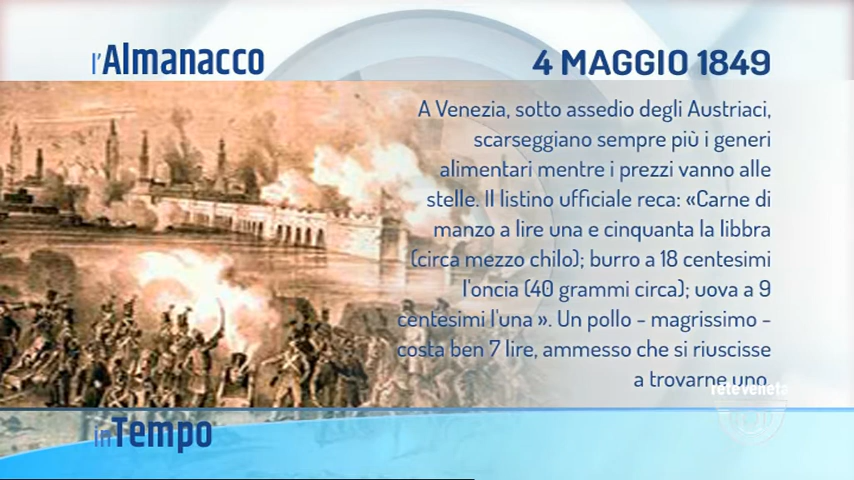 l'Almanacco
4 MAGGIO 1849
A Venezia, sotto assedio degli Austriaci,
scarseggiano sempre più i generi
alimentari mentre i prezzi vanno alle
stelle. Il listino ufficiale reca: «Carne di
manzo a lire una e cinquanta la libbra
(circa mezzo chilo); burro a 18 centesimi
l'oncia (40 grammi circa); uova a 9
centesimi l'una ». Un pollo - magrissimo -
costa ben 7 lire, ammesso che si riuscisse
a trovarne uno.
reteveneta
inTempo